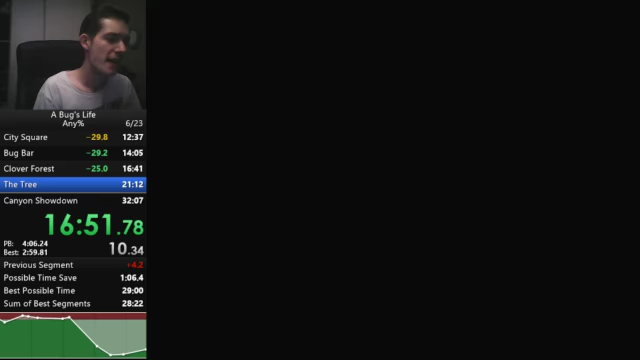 A Bug's Life
Any% 6/23
City Square -29.8 12:37
Bug Bar -29.2 14:05
Clover Forest -25.0 16:41
The Tree 21:12
Canyon Showdown 32:07
16:51.78
PB: 4:06.24
Best: 2:59.81
10.34
Previous Segment +4.2
Possible Time Save 1:06.4
Best Possible Time 29:00
Sum of Best Segments 28:22